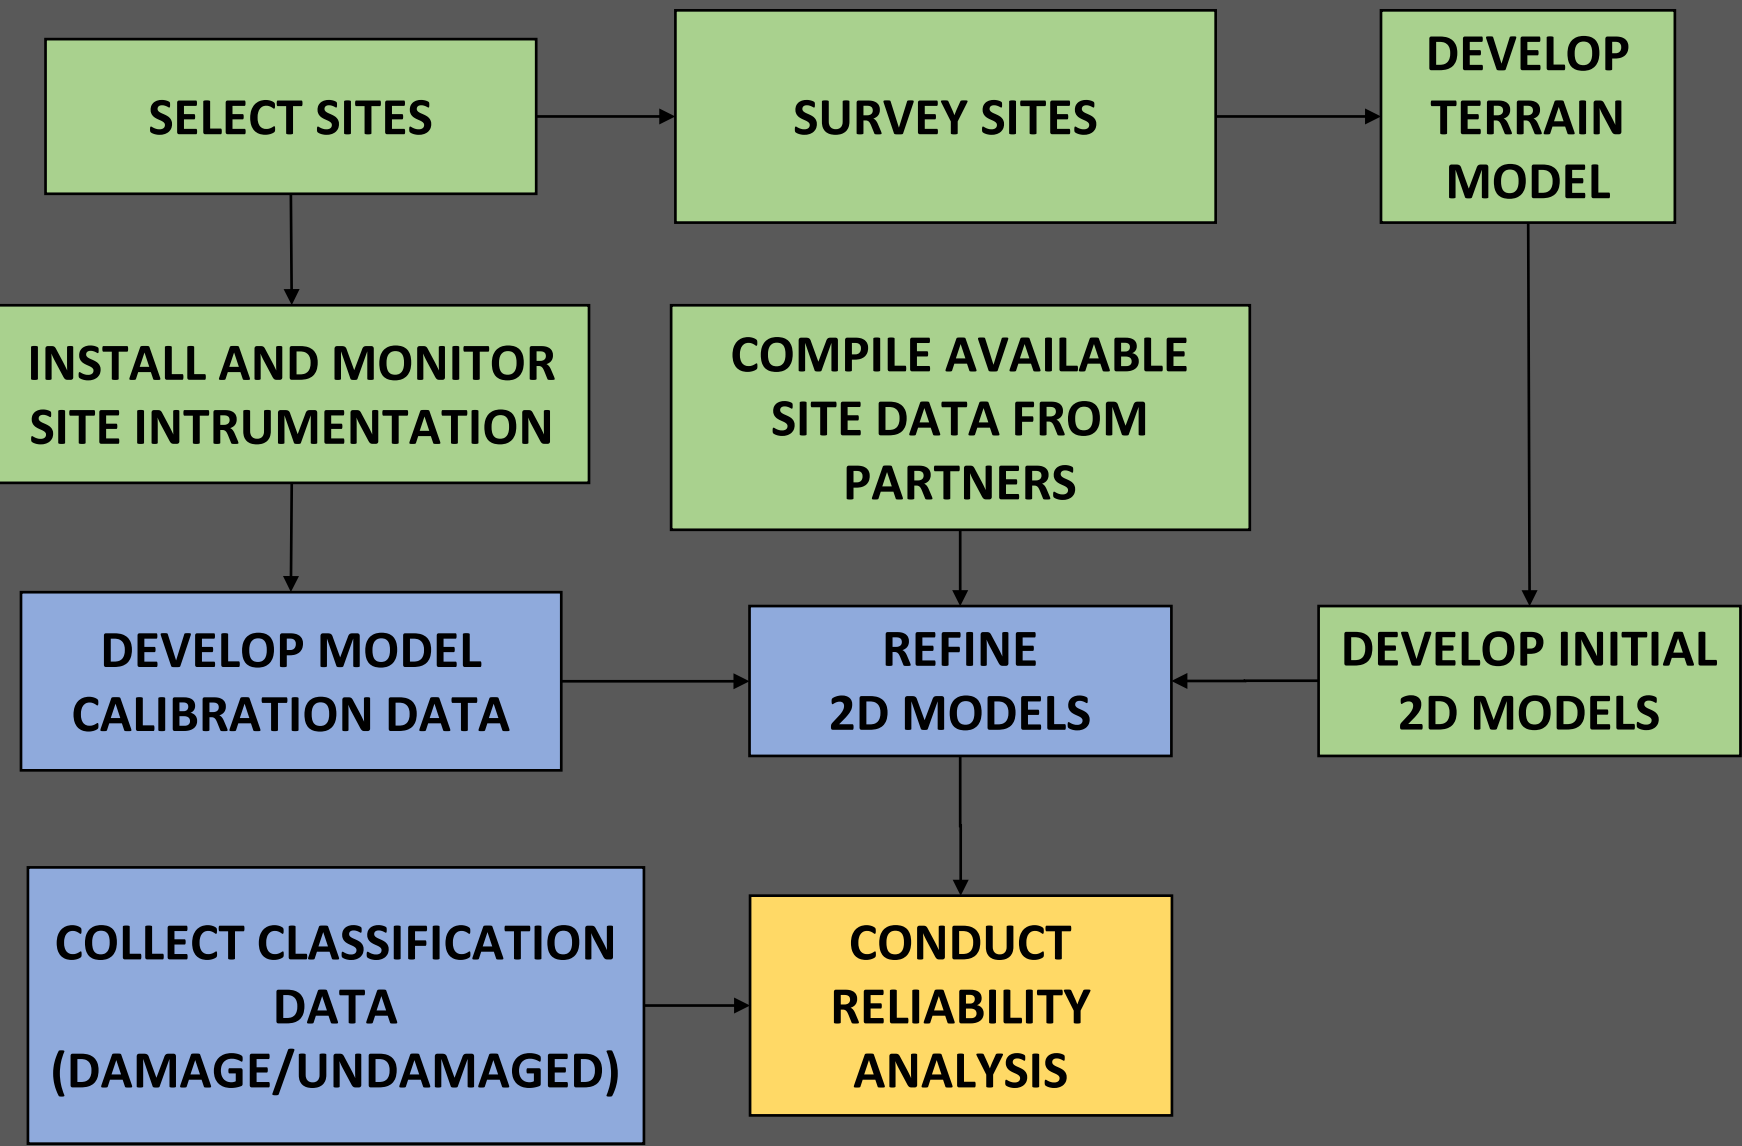 SELECT SITES
SURVEY SITES
DEVELOP
TERRAIN
MODEL
INSTALL AND MONITOR
SITE INTRUMENTATION
COMPILE AVAILABLE
SITE DATA FROM
PARTNERS
DEVELOP MODEL
CALIBRATION DATA
REFINE
2D MODELS
DEVELOP INITIAL
2D MODELS
COLLECT CLASSIFICATION
DATA
(DAMAGE/UNDAMAGED)
CONDUCT
RELIABILITY
ANALYSIS